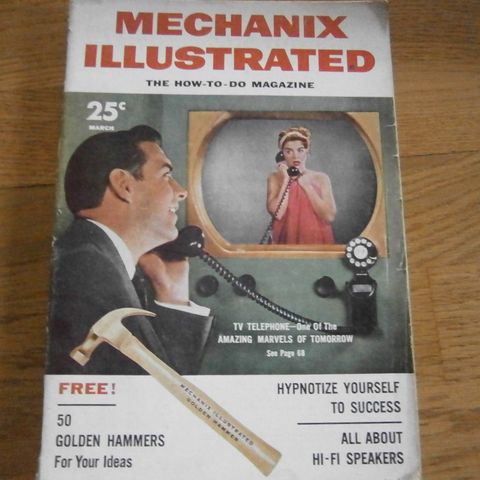 MECHANIX
ILLUSTRATED
THE HOW-TO-DO MAGAZINE
25¢
MARCH
TV TELEPHONE—One Of The
AMAZING MARVELS OF TOMORROW
See Page 68
FREE!
50
GOLDEN HAMMERS
For Your Ideas
MECHANIX ILLUSTRATED
GOLDEN HAMMER
HYPNOTIZE YOURSELF
TO SUCCESS
ALL ABOUT
HI-FI SPEAKERS